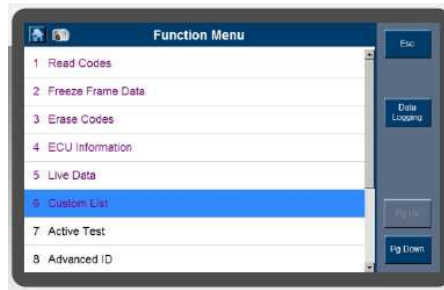 Function Menu
Esc
1 Read Codes
2 Freeze Frame Data
Data
Logging
3 Erase Codes
4 ECU Information
5 Live Data
6 Custom List
Pg Up
7 Active Test
Pg Down
8 Advanced ID